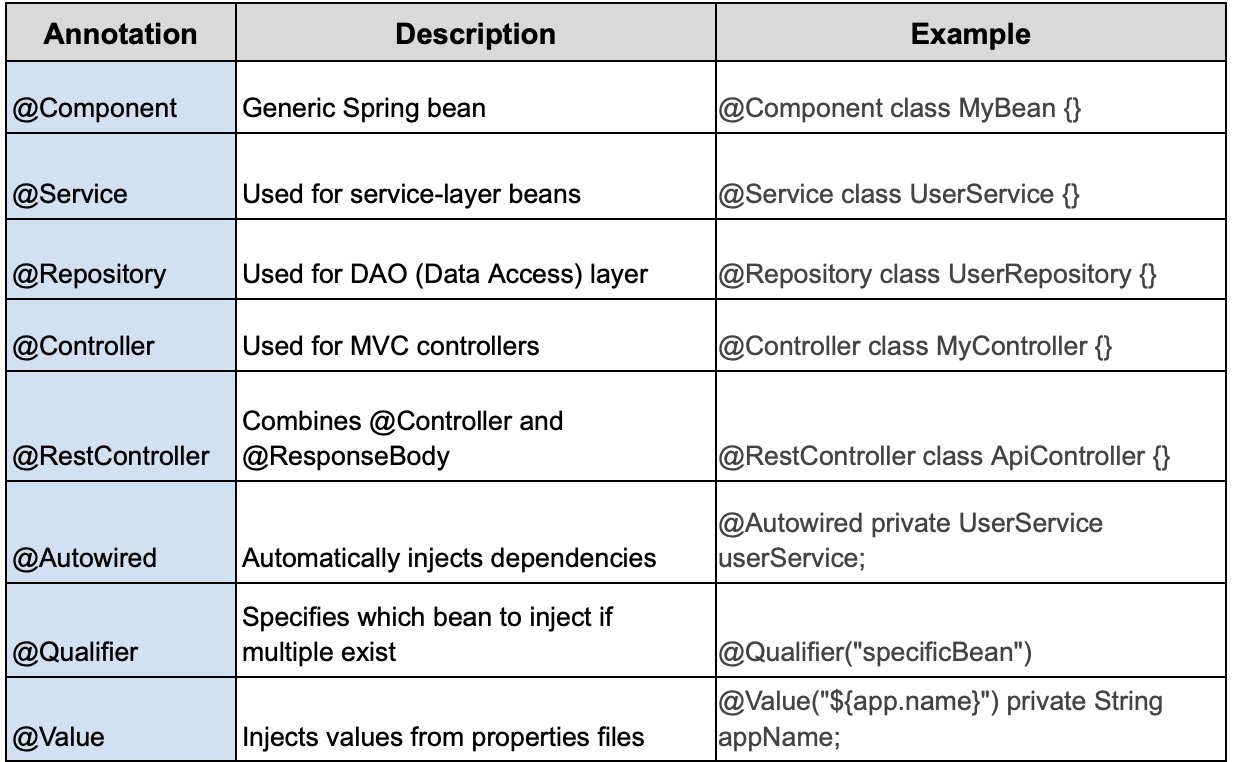 Annotation Description Example
@Component Generic Spring bean @Component class MyBean {}
@Service Used for service-layer beans @Service class UserService {}
@Repository Used for DAO (Data Access) layer @Repository class UserRepository {}
@Controller Used for MVC controllers @Controller class MyController {}
@RestController Combines @Controller and
@ResponseBody @RestController class ApiController {}
@Autowired Automatically injects dependencies @Autowired private UserService
userService;
@Qualifier Specifies which bean to inject if
multiple exist @Qualifier("specificBean")
@Value Injects values from properties files @Value("${app.name}") private String
appName;